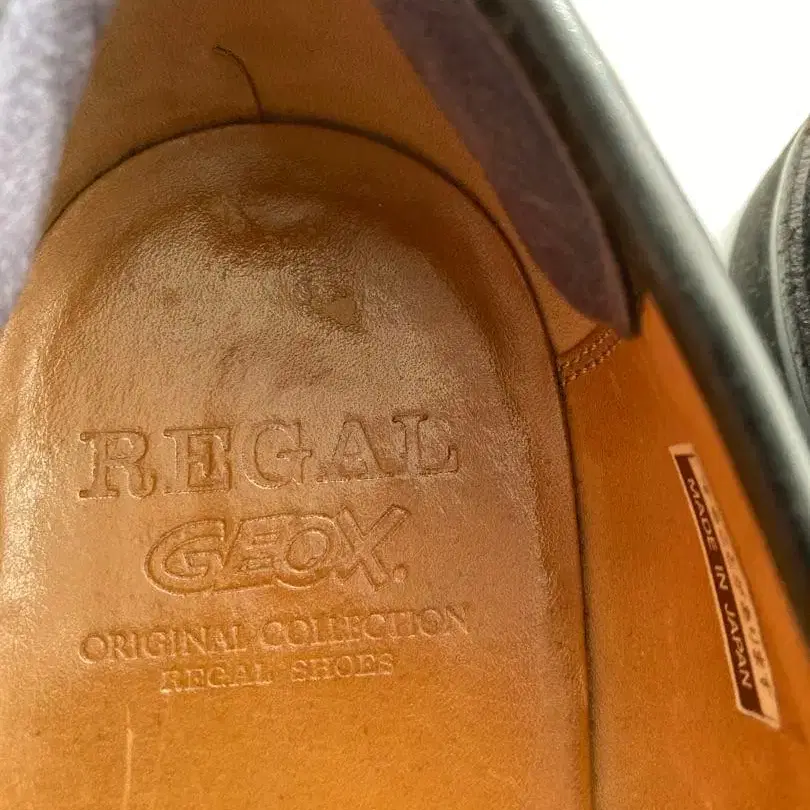 REGAL
GEOX.
ORIGINAL COLLECTION
REGAL SHOES
MADE IN JAPAN